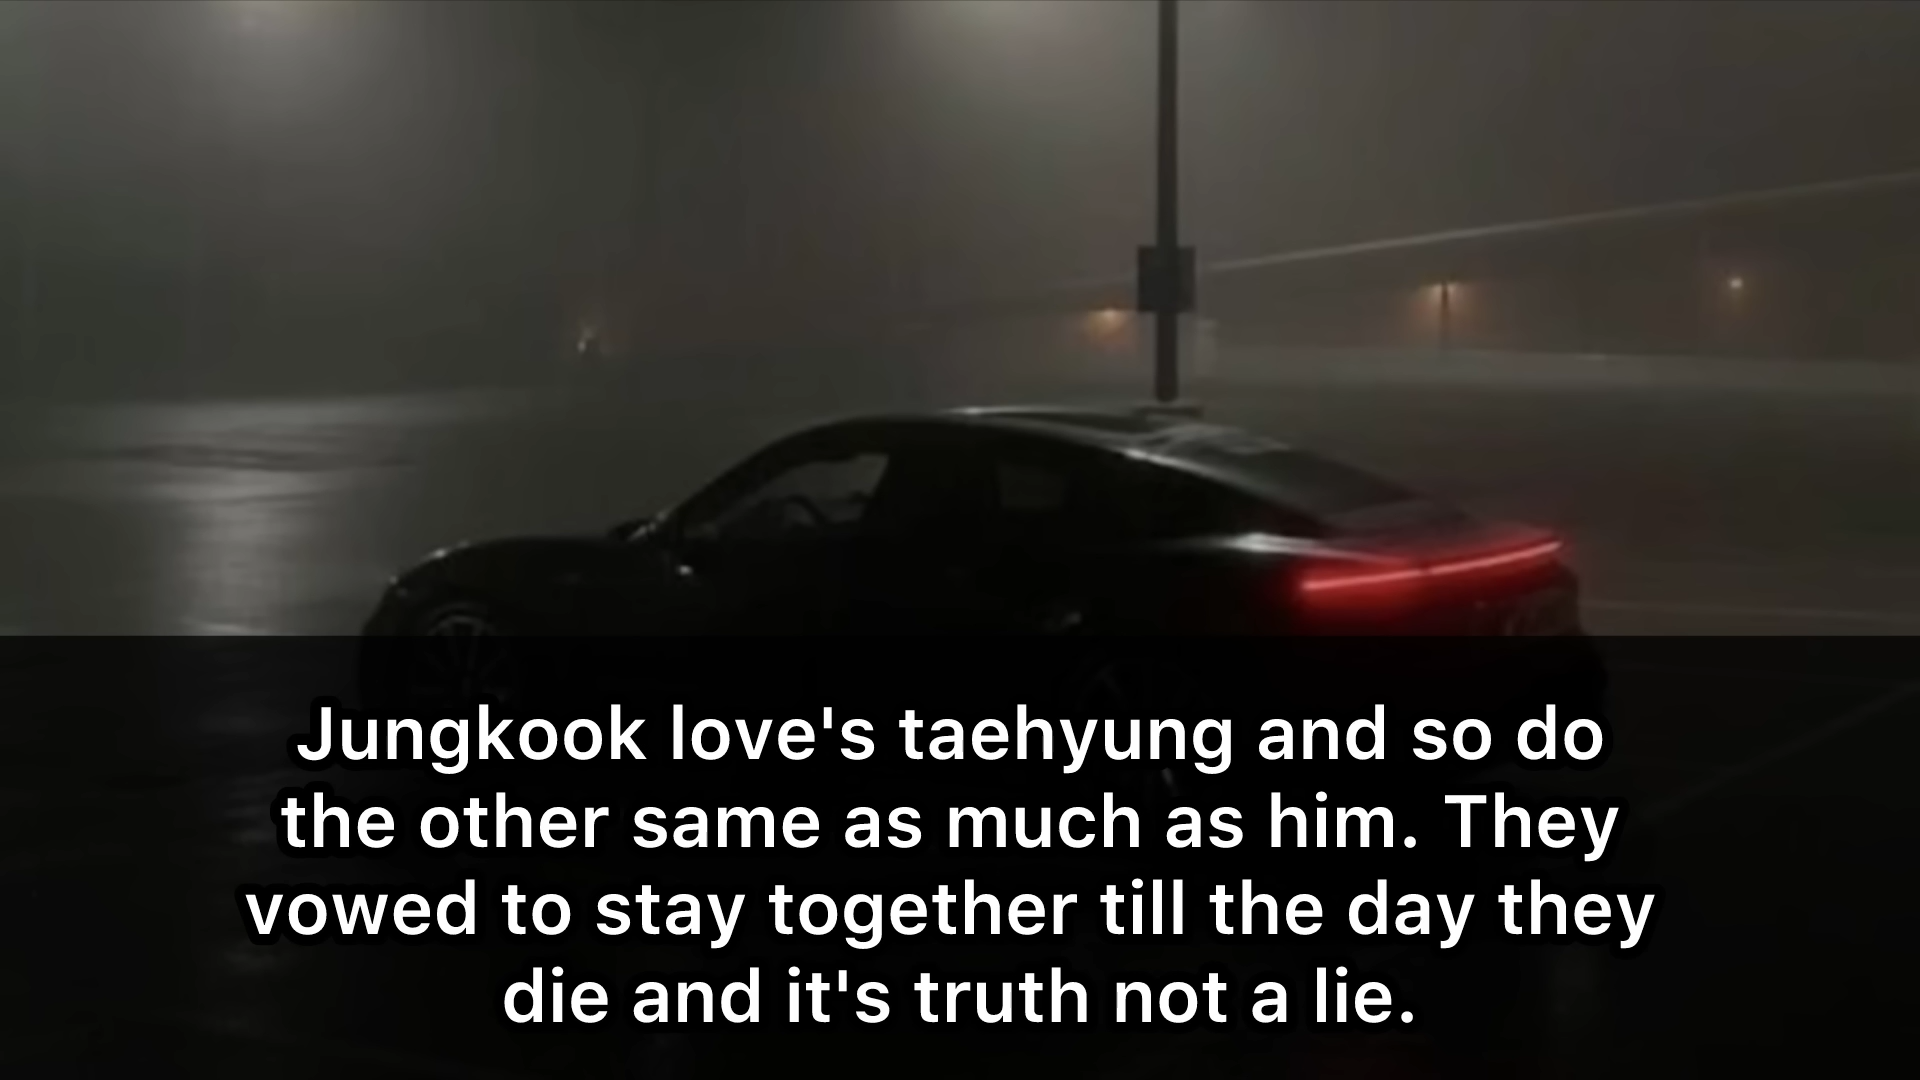 Jungkook love's taehyung and so do
the other same as much as him. They
vowed to stay together till the day they
die and it's truth not a lie.